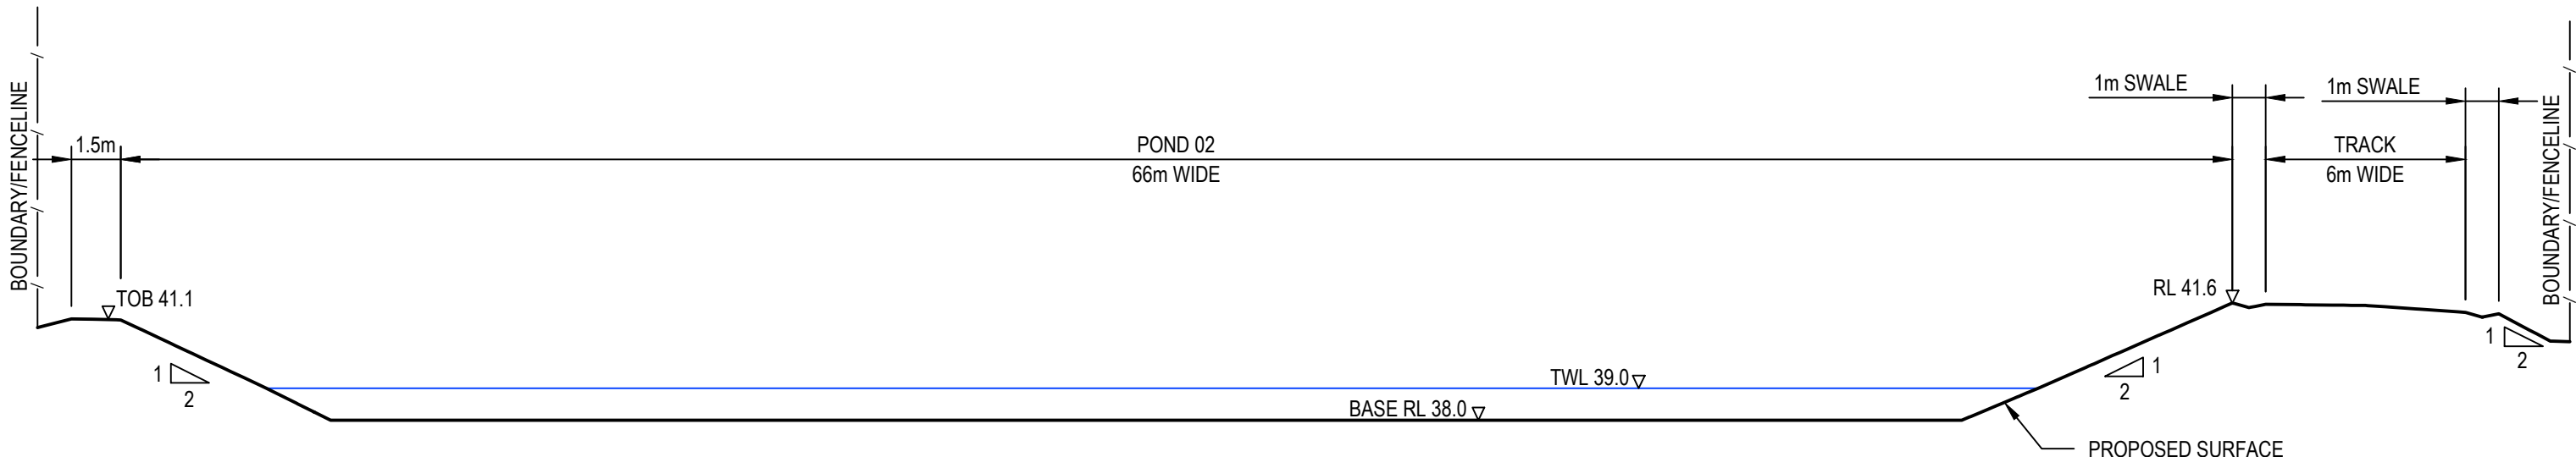 BOUNDARY/FENCELINE
1.5m
POND 02
66m WIDE
1m SWALE
1m SWALE
TRACK
6m WIDE
BOUNDARY/FENCELINE
TOB 41.1
RL 41.6
1
2
TWL 39.0
BASE RL 38.0
1
2
1
2
PROPOSED SURFACE